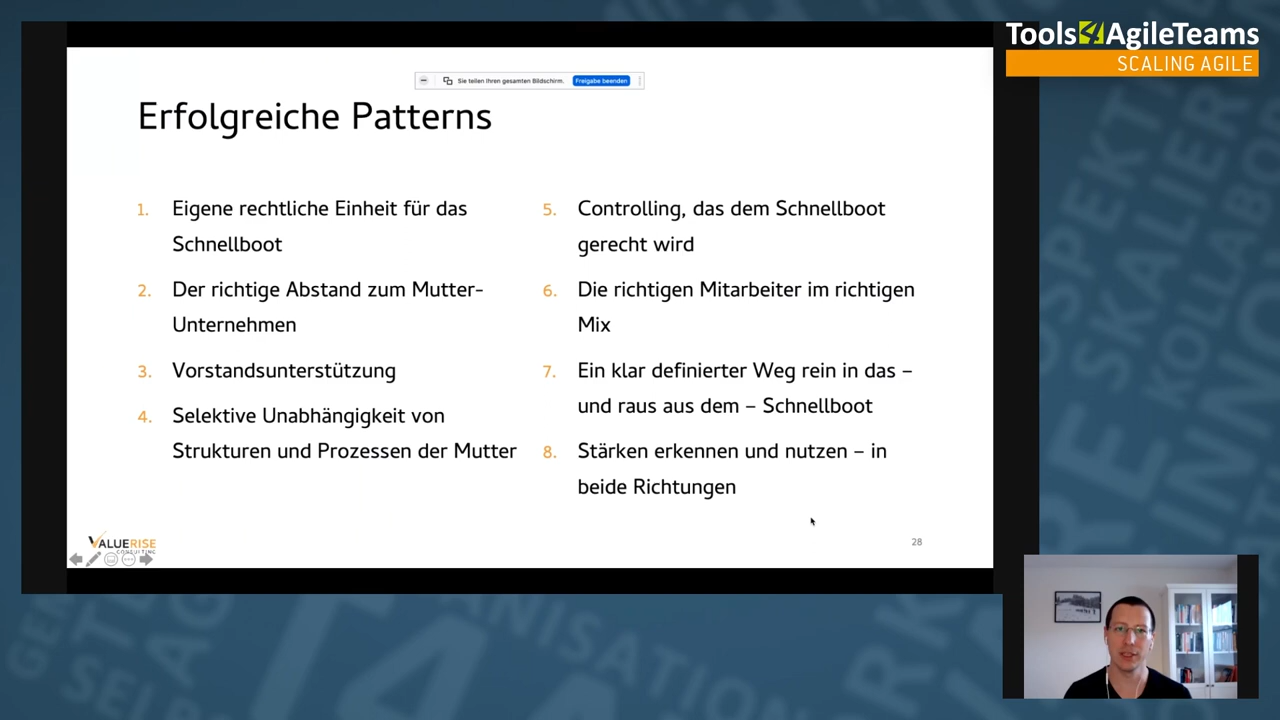 Tools4AgileTeams
SCALING AGILE
Sie teilen Ihren gesamten Bildschirm. Freigabe beenden
Erfolgreiche Patterns
1. Eigene rechtliche Einheit für das
Schnellboot
2. Der richtige Abstand zum Mutter-
Unternehmen
3. Vorstandsunterstützung
4. Selektive Unabhängigkeit von
Strukturen und Prozessen der Mutter
5. Controlling, das dem Schnellboot
gerecht wird
6. Die richtigen Mitarbeiter im richtigen
Mix
7. Ein klar definierter Weg rein in das –
und raus aus dem – Schnellboot
8. Stärken erkennen und nutzen – in
beide Richtungen
VALUERISE
CONSULTING
28